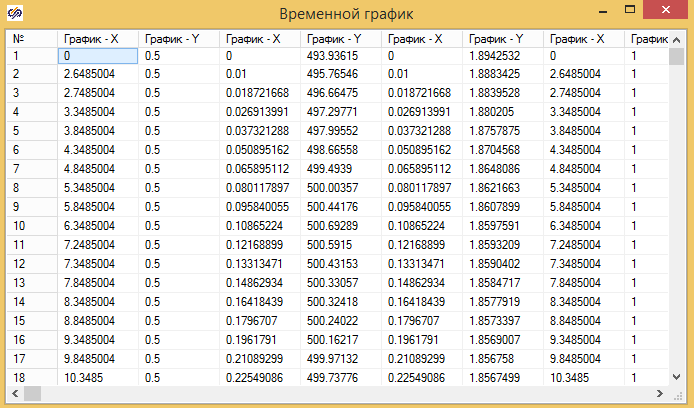 Временной график
№ График - X График - Y График - X График - Y График - X График - Y График - X График
1 0 0.5 0 493.93615 0 1.8942532 0 1
2 2.6485004 0.5 0.01 495.76546 0.01 1.8883425 2.6485004 1
3 2.7485004 0.5 0.018721668 496.66475 0.018721668 1.8839528 2.7485004 1
4 3.3485004 0.5 0.026913991 497.29771 0.026913991 1.880205 3.3485004 1
5 3.8485004 0.5 0.037321288 497.99552 0.037321288 1.8757875 3.8485004 1
6 4.3485004 0.5 0.050895162 498.66558 0.050895162 1.8704568 4.3485004 1
7 4.8485004 0.5 0.065895112 499.4939 0.065895112 1.8648086 4.8485004 1
8 5.3485004 0.5 0.080117897 500.00357 0.080117897 1.8621663 5.3485004 1
9 5.8485004 0.5 0.095840055 500.44176 0.095840055 1.8607899 5.8485004 1
10 6.3485004 0.5 0.10865224 500.69289 0.10865224 1.8597591 6.3485004 1
11 7.2485004 0.5 0.12168899 500.5915 0.12168899 1.8593209 7.2485004 1
12 7.3485004 0.5 0.13313471 500.43153 0.13313471 1.8590402 7.3485004 1
13 7.8485004 0.5 0.14862934 500.33057 0.14862934 1.8584717 7.8485004 1
14 8.3485004 0.5 0.16418439 500.32418 0.16418439 1.8577919 8.3485004 1
15 8.8485004 0.5 0.1796707 500.24022 0.1796707 1.8573397 8.8485004 1
16 9.3485004 0.5 0.1961791 500.16217 0.1961791 1.8569007 9.3485004 1
17 9.8485004 0.5 0.21089299 499.97132 0.21089299 1.856758 9.8485004 1
18 10.3485 0.5 0.22549086 499.73776 0.22549086 1.8567499 10.3485 1